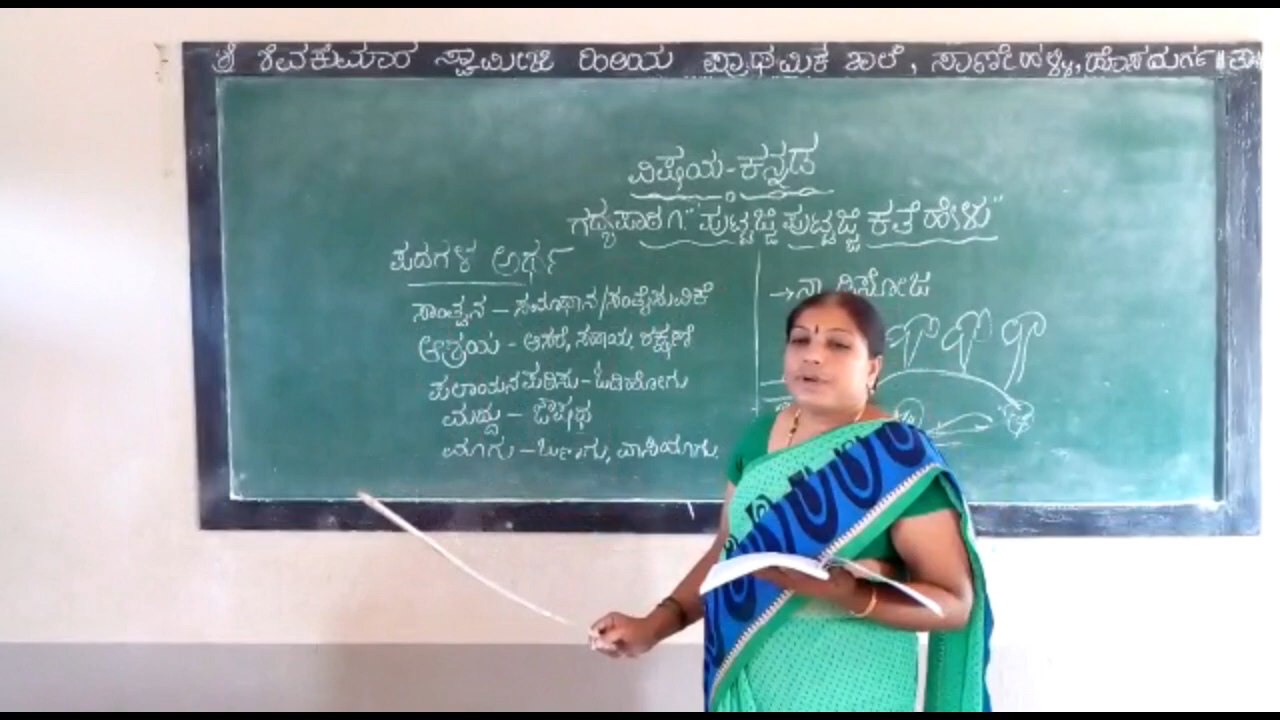 ಶ್ರೀ ಶಿವಕುಮಾರ ಸ್ವಾಮೀಜಿ ಹಿರಿಯ ಪ್ರಾಥಮಿಕ ಶಾಲೆ, ಸಾಣೇಹಳ್ಳಿ, ಹೊಸದುರ್ಗ ॥ ತಾ॥
ವಿಷಯ-ಕನ್ನಡ
ಗದ್ಯಪಾಠ ೧. "ಪುಟ್ಟಜ್ಜಿ ಪುಟ್ಟಜ್ಜಿ ಕತೆ ಹೇಳು"
ಪದಗಳ ಅರ್ಥ
ಸಾಂತ್ವನ – ಸಮಾಧಾನ/ಸಂತೈಸುವಿಕೆ
ಆಶ್ರಯ - ಆಸರೆ, ಸಹಾಯ, ರಕ್ಷಣೆ
ಪಲಾಯನ ಮಾಡಿಸು - ಓಡಿಹೋಗು
ಮದ್ದು – ಔಷಧ
ಮಾಗು – ಒಣಗು, ವಾಸಿಯಾಗು.
→ನಾ ಡಿಸೋಜ